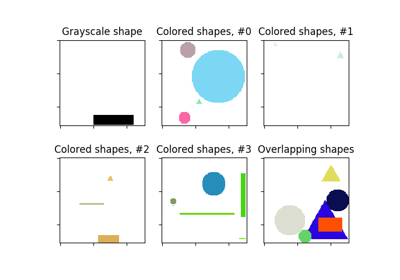 Grayscale shape
Colored shapes, #0
Colored shapes, #1
Colored shapes, #2
Colored shapes, #3
Overlapping shapes